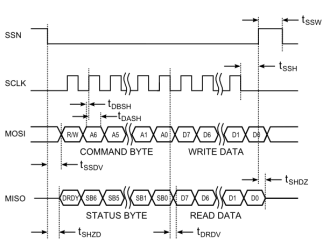 SSN
tSSW
SCLK
tSSH
tDBSH
tDASH
MOSI R/W A6 A5 A1 A0 D7 D6 D1 D0
COMMAND BYTE WRITE DATA
tSSDV
tSHDZ
MISO DRDY SB6 SB5 SB1 SB0 D7 D6 D1 D0
STATUS BYTE READ DATA
tSHZD tDRDV